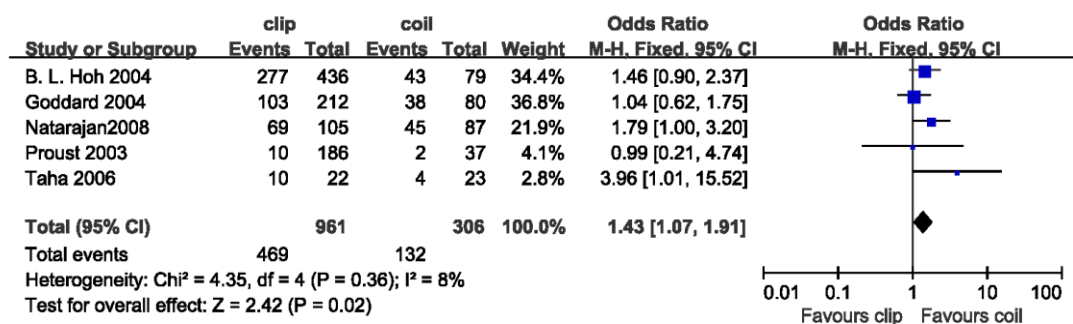 clip coil Odds Ratio Odds Ratio
Study or Subgroup Events Total Events Total Weight M-H, Fixed, 95% CI M-H, Fixed, 95% CI
B. L. Hoh 2004 277 436 43 79 34.4% 1.46 [0.90, 2.37]
Goddard 2004 103 212 38 80 36.8% 1.04 [0.62, 1.75]
Natarajan2008 69 105 45 87 21.9% 1.79 [1.00, 3.20]
Proust 2003 10 186 2 37 4.1% 0.99 [0.21, 4.74]
Taha 2006 10 22 4 23 2.8% 3.96 [1.01, 15.52]
Total (95% CI) 961 306 100.0% 1.43 [1.07, 1.91]
Total events 469 132
Heterogeneity: Chi² = 4.35, df = 4 (P = 0.36); I² = 8%
Test for overall effect: Z = 2.42 (P = 0.02)
0.01 0.1 1 10 100
Favours clip Favours coil